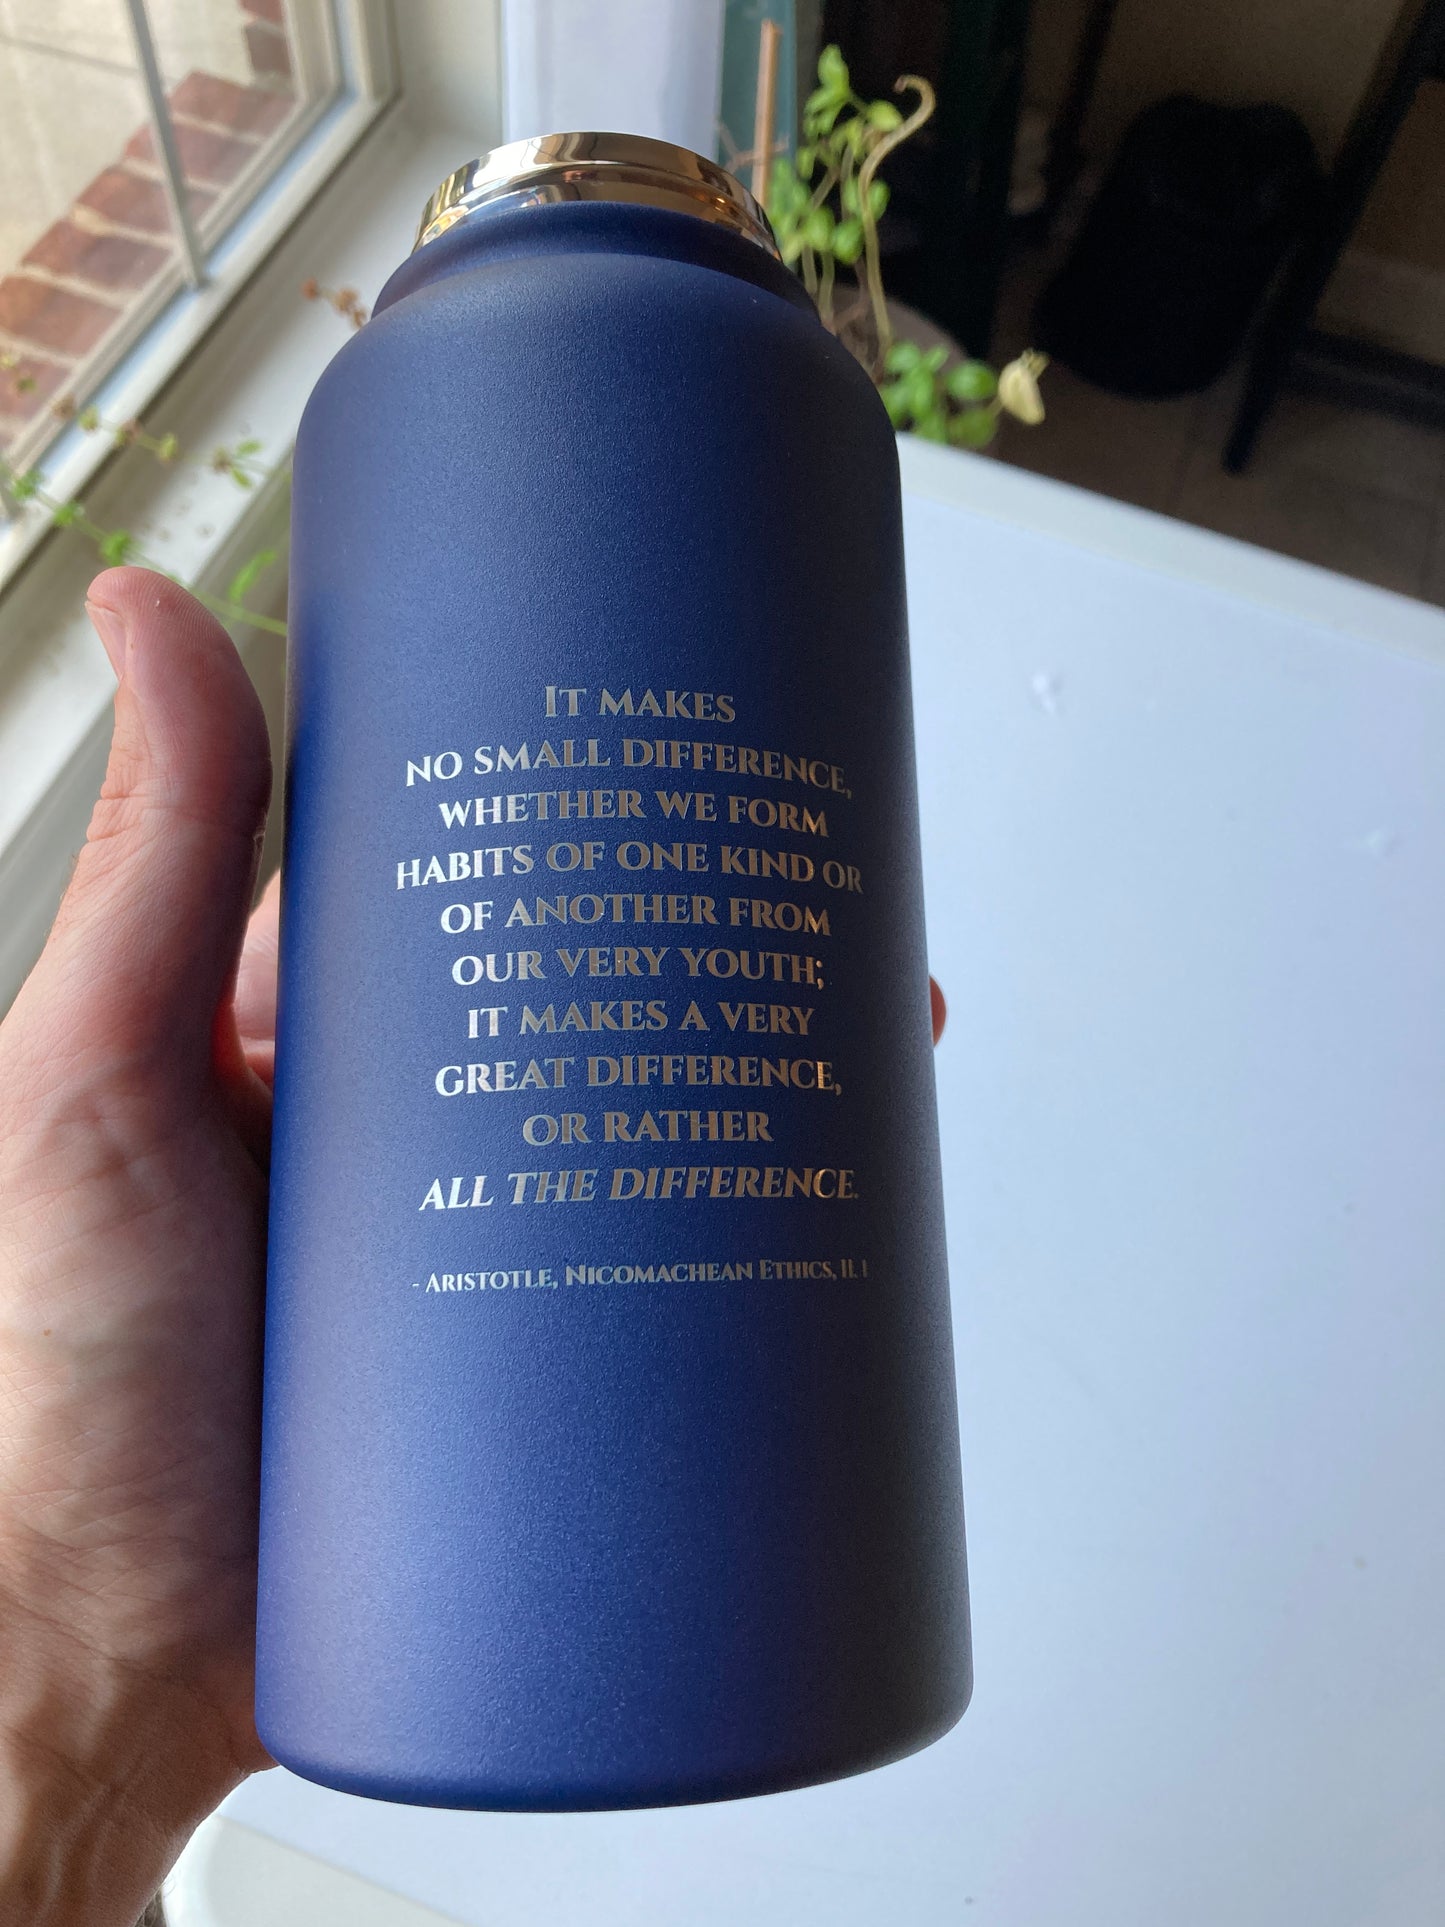 It makes
no small difference,
whether we form
habits of one kind or
of another from
our very youth;
it makes a very
great difference,
or rather
all the difference.
- Aristotle, Nicomachean Ethics, II. 1